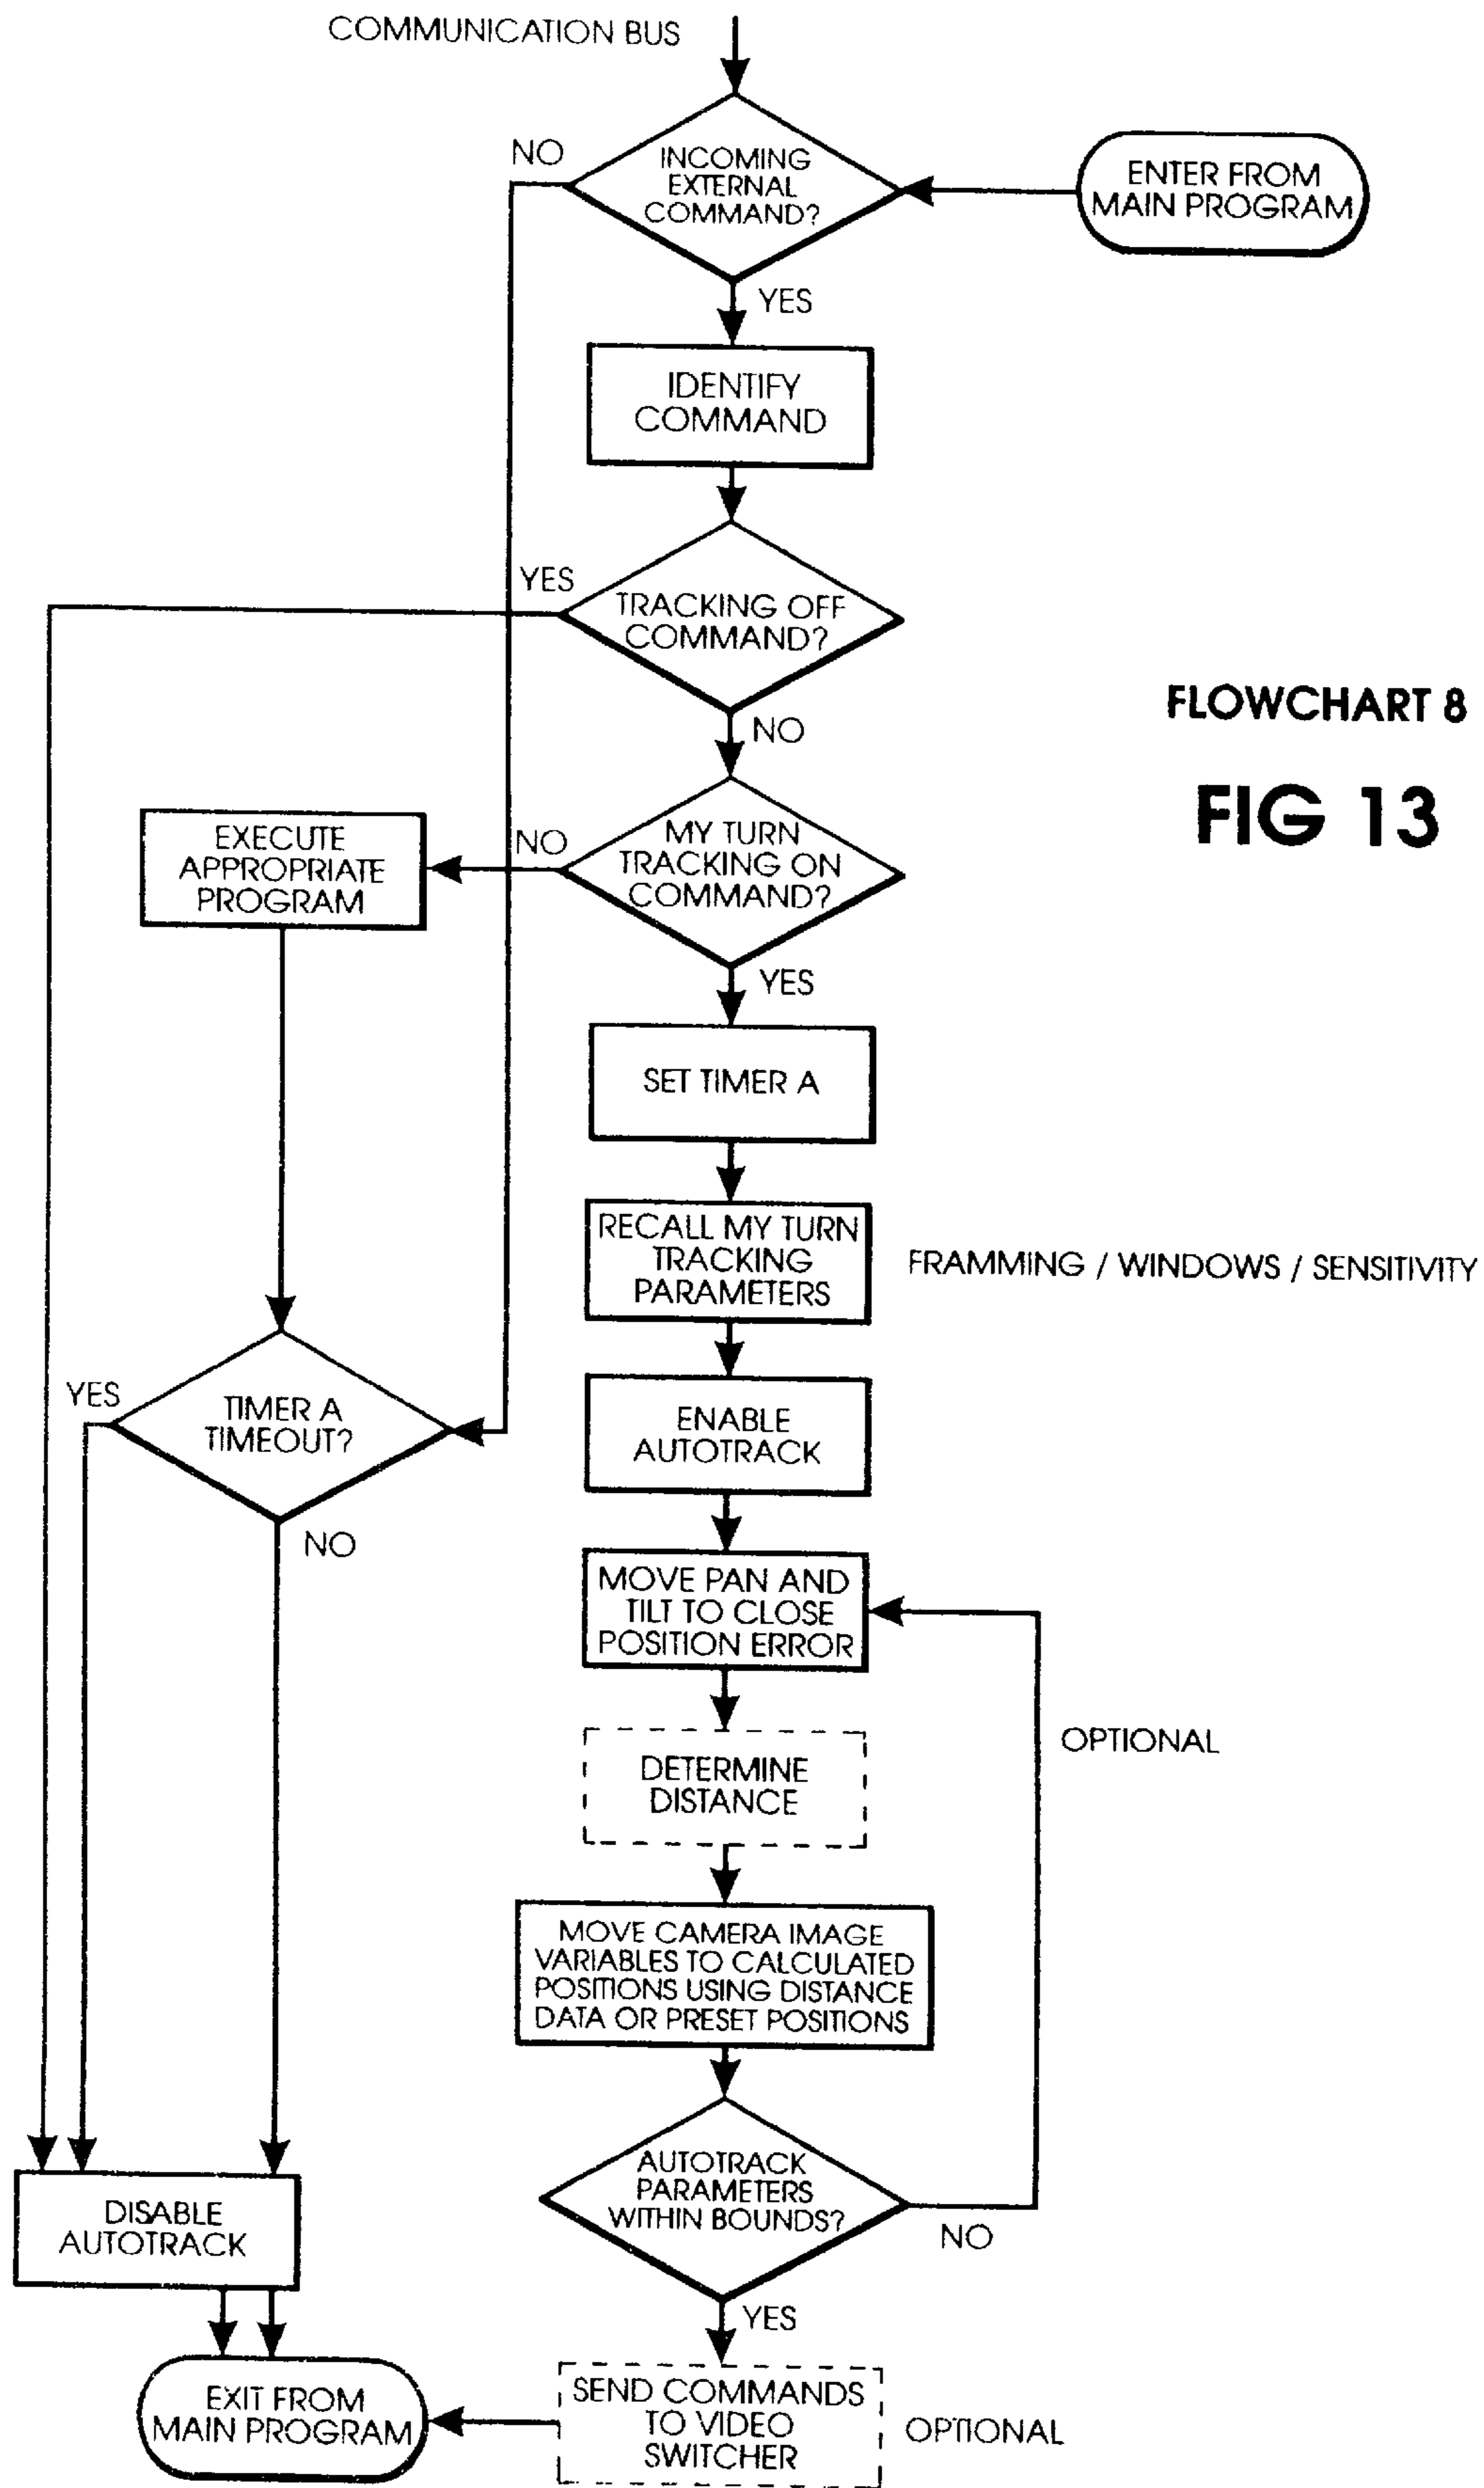 COMMUNICATION BUS
NO
INCOMING
EXTERNAL
COMMAND?
ENTER FROM
MAIN PROGRAM
YES
IDENTIFY
COMMAND
YES
TRACKING OFF
COMMAND?
FLOWCHART 8
NO
FIG 13
EXECUTE
APPROPRIATE
PROGRAM
NO
MY TURN
TRACKING ON
COMMAND?
YES
SET TIMER A
RECALL MY TURN
TRACKING
PARAMETERS
FRAMMING / WINDOWS / SENSITIVITY
YES
TIMER A
TIMEOUT?
ENABLE
AUTOTRACK
NO
MOVE PAN AND
TILT TO CLOSE
POSITION ERROR
OPTIONAL
DETERMINE
DISTANCE
MOVE CAMERA IMAGE
VARIABLES TO CALCULATED
POSITIONS USING DISTANCE
DATA OR PRESET POSITIONS
AUTOTRACK
PARAMETERS
WITHIN BOUNDS?
NO
DISABLE
AUTOTRACK
YES
EXIT FROM
MAIN PROGRAM
SEND COMMANDS
TO VIDEO
SWITCHER
OPTIONAL